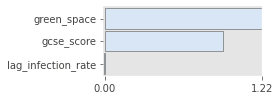 green_space
gcse_score
lag_infection_rate
0.00 1.22